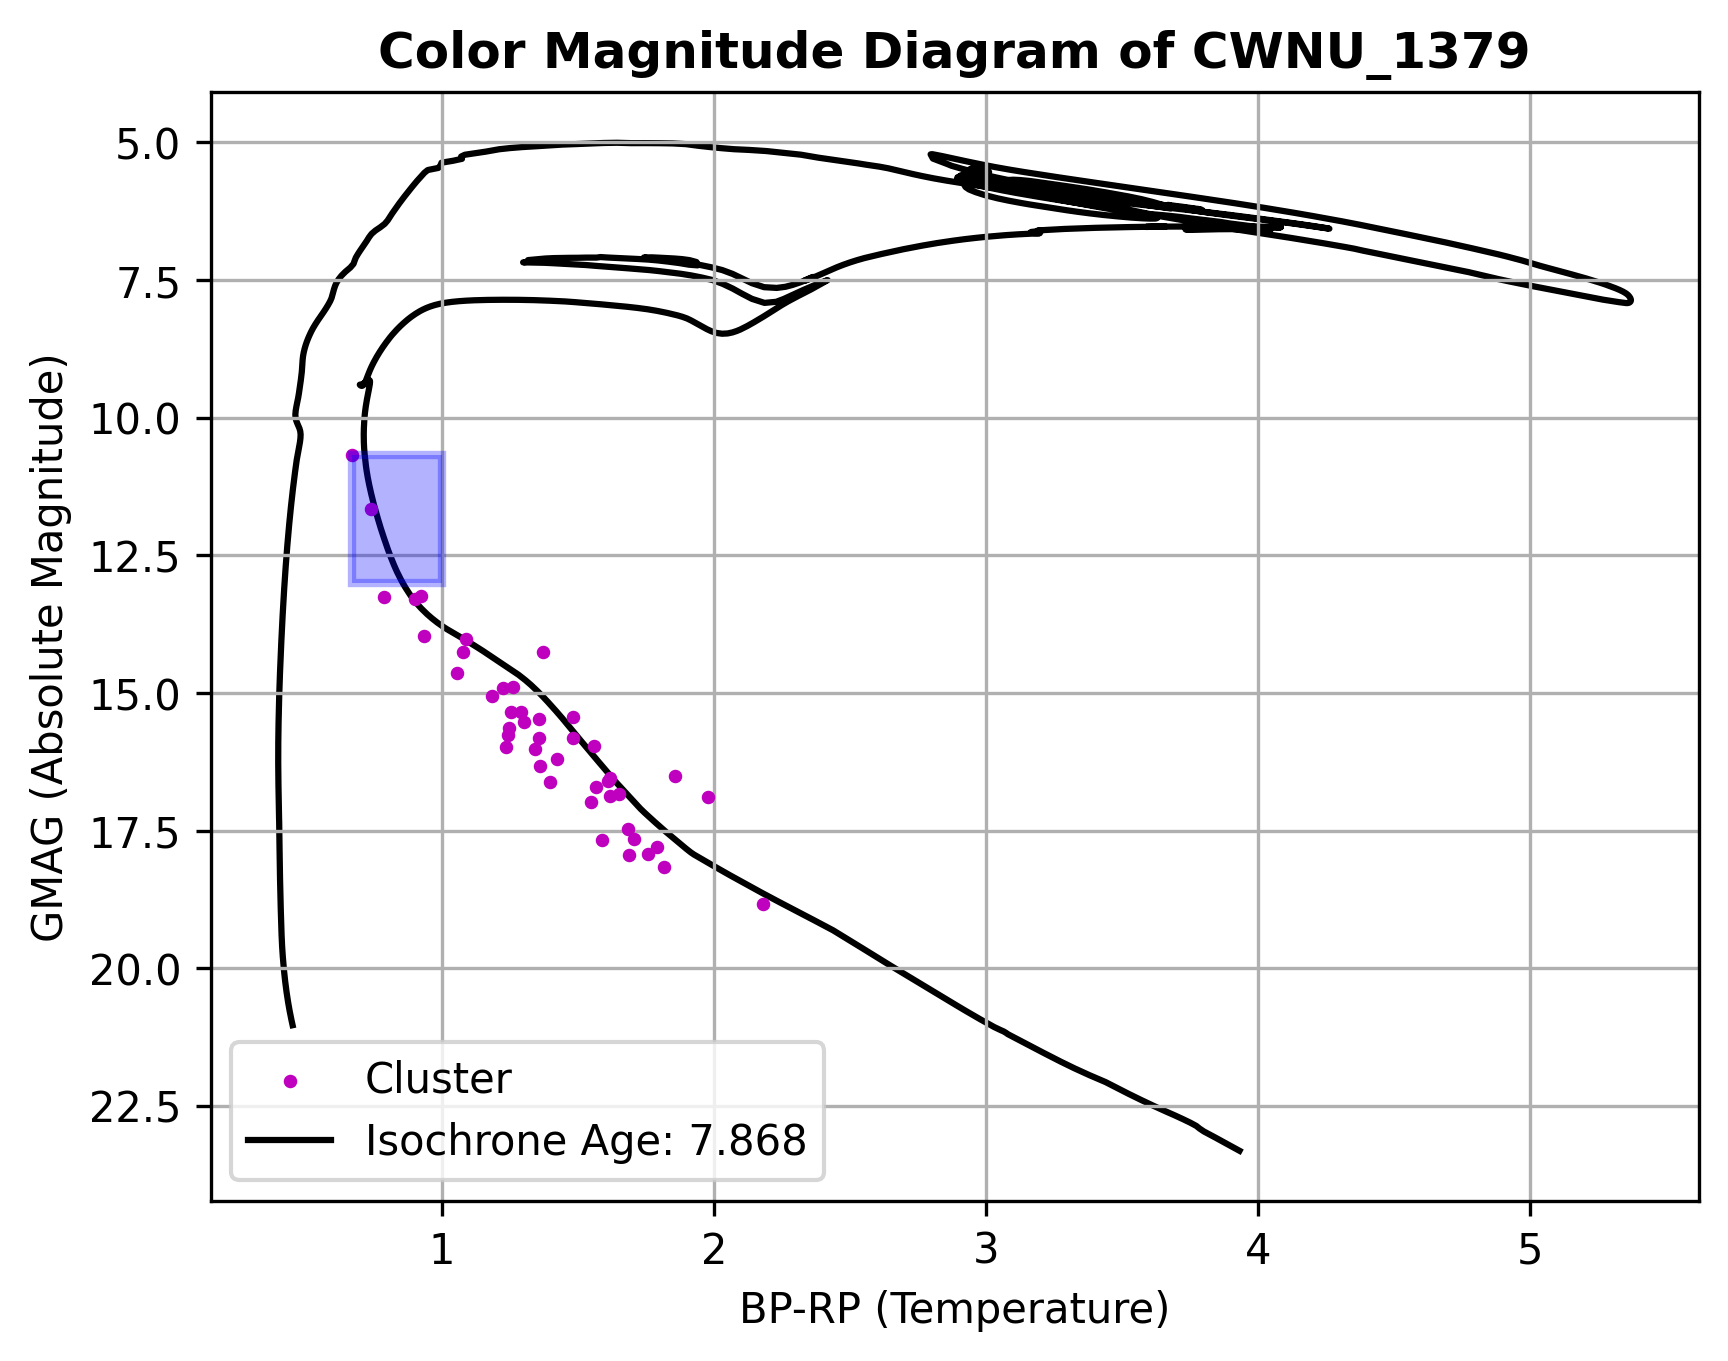 Color Magnitude Diagram of CWNU_1379
GMAG (Absolute Magnitude)
5.0
7.5
10.0
12.5
15.0
17.5
20.0
22.5
Cluster
Isochrone Age: 7.868
1 2 3 4 5
BP-RP (Temperature)